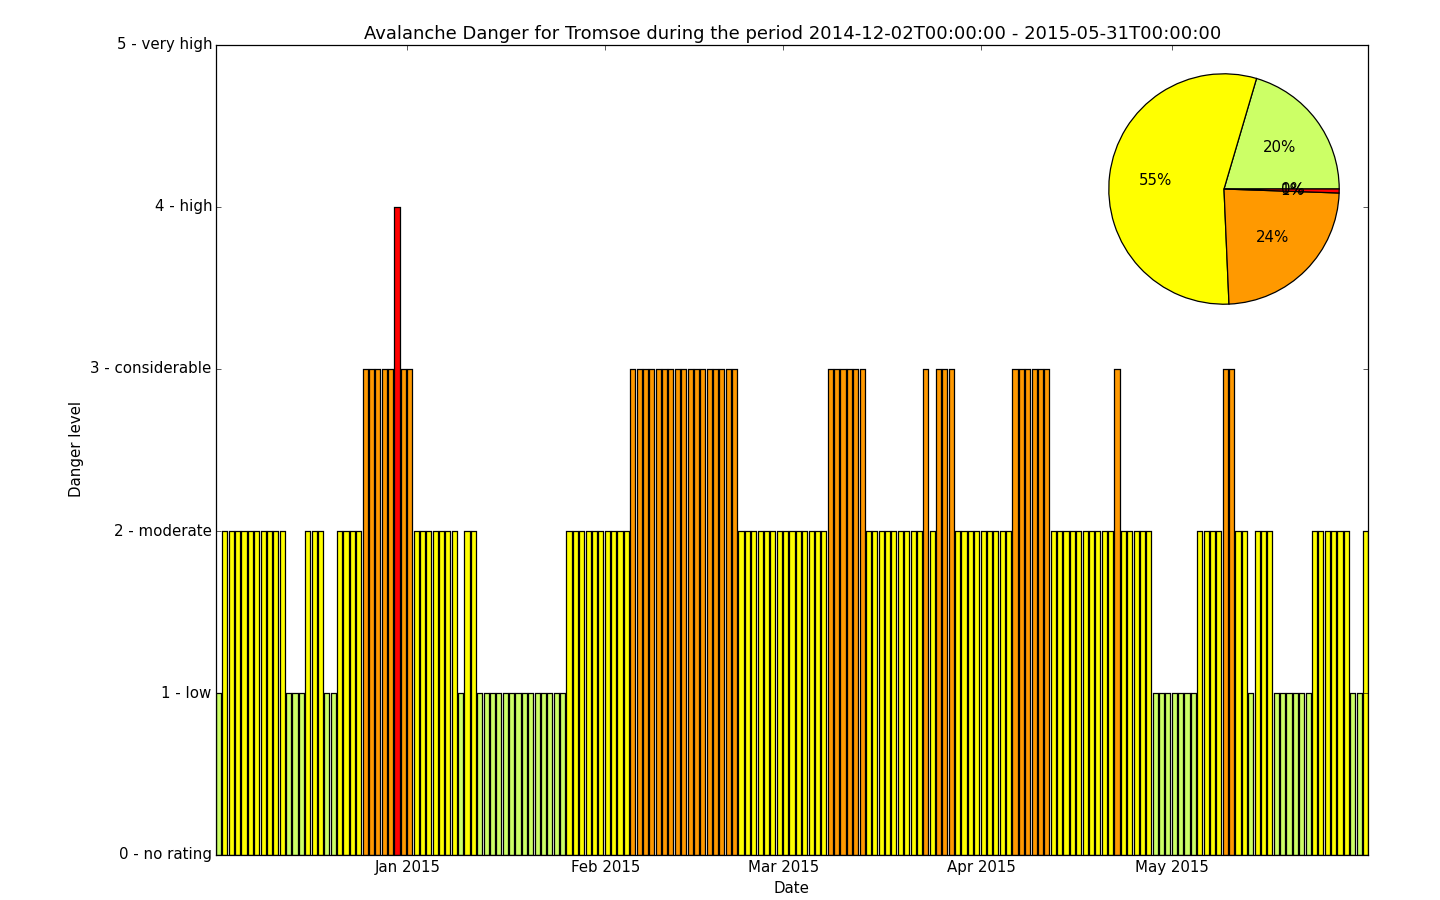 Avalanche Danger for Tromsoe during the period 2014-12-02T00:00:00 - 2015-05-31T00:00:00
5 - very high
4 - high
3 - considerable
2 - moderate
1 - low
0 - no rating
Danger level
20%
55%
24%
Jan 2015
Feb 2015
Mar 2015
Apr 2015
May 2015
Date